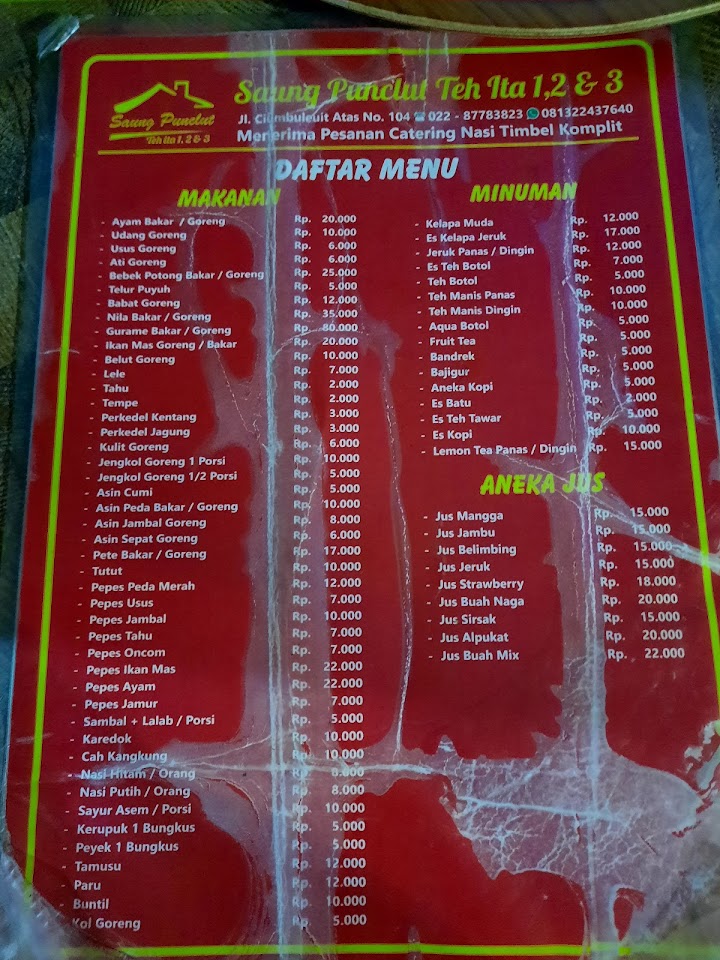 Saung Punclut Teh Ita 1,2 & 3
Saung Punclut
Teh Ita 1, 2 & 3
Jl. Ciumbuleuit Atas No. 104 ☎ 022 - 87783823 081322437640
Menerima Pesanan Catering Nasi Timbel Komplit
DAFTAR MENU
MAKANAN
- Ayam Bakar / Goreng Rp. 20.000
- Udang Goreng Rp. 10.000
- Usus Goreng Rp. 6.000
- Ati Goreng Rp. 6.000
- Bebek Potong Bakar / Goreng Rp. 25.000
- Telur Puyuh Rp. 5.000
- Babat Goreng Rp. 12.000
- Nila Bakar / Goreng Rp. 35.000
- Gurame Bakar / Goreng Rp. 80.000
- Ikan Mas Goreng / Bakar Rp. 20.000
- Belut Goreng Rp. 10.000
- Lele Rp. 7.000
- Tahu Rp. 2.000
- Tempe Rp. 2.000
- Perkedel Kentang Rp. 3.000
- Perkedel Jagung Rp. 3.000
- Kulit Goreng Rp. 6.000
- Jengkol Goreng 1 Porsi Rp. 10.000
- Jengkol Goreng 1/2 Porsi Rp. 5.000
- Asin Cumi Rp. 5.000
- Asin Peda Bakar / Goreng Rp. 10.000
- Asin Jambal Goreng Rp. 8.000
- Asin Sepat Goreng Rp. 6.000
- Pete Bakar / Goreng Rp. 17.000
- Tutut Rp. 10.000
- Pepes Peda Merah Rp. 12.000
- Pepes Usus Rp. 7.000
- Pepes Jambal Rp. 10.000
- Pepes Tahu Rp. 7.000
- Pepes Oncom Rp. 7.000
- Pepes Ikan Mas Rp. 22.000
- Pepes Ayam Rp. 22.000
- Pepes Jamur Rp. 7.000
- Sambal + Lalab / Porsi Rp. 5.000
- Karedok Rp. 10.000
- Cah Kangkung Rp. 10.000
- Nasi Hitam / Orang Rp. 8.000
- Nasi Putih / Orang Rp. 8.000
- Sayur Asem / Porsi Rp. 10.000
- Kerupuk 1 Bungkus Rp. 5.000
- Peyek 1 Bungkus Rp. 5.000
- Tamusu Rp. 12.000
- Paru Rp. 12.000
- Buntil Rp. 10.000
- Kol Goreng Rp. 5.000
MINUMAN
- Kelapa Muda Rp. 12.000
- Es Kelapa Jeruk Rp. 17.000
- Jeruk Panas / Dingin Rp. 12.000
- Es Teh Botol Rp. 7.000
- Teh Botol Rp. 5.000
- Teh Manis Panas Rp. 10.000
- Teh Manis Dingin Rp. 10.000
- Aqua Botol Rp. 5.000
- Fruit Tea Rp. 5.000
- Bandrek Rp. 5.000
- Bajigur Rp. 5.000
- Aneka Kopi Rp. 5.000
- Es Batu Rp. 2.000
- Es Teh Tawar Rp. 5.000
- Es Kopi Rp. 10.000
- Lemon Tea Panas / Dingin Rp. 15.000
ANEKA JUS
- Jus Mangga Rp. 15.000
- Jus Jambu Rp. 15.000
- Jus Belimbing Rp. 15.000
- Jus Jeruk Rp. 15.000
- Jus Strawberry Rp. 18.000
- Jus Buah Naga Rp. 20.000
- Jus Sirsak Rp. 15.000
- Jus Alpukat Rp. 20.000
- Jus Buah Mix Rp. 22.000